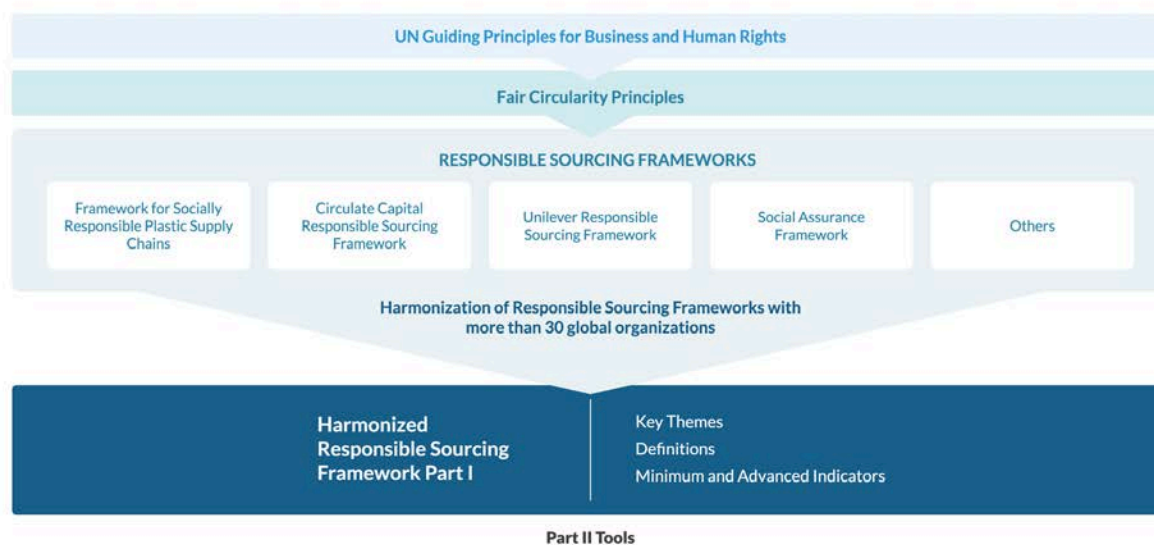 UN Guiding Principles for Business and Human Rights
Fair Circularity Principles
RESPONSIBLE SOURCING FRAMEWORKS
Framework for Socially
Responsible Plastic Supply
Chains
Circulate Capital
Responsible Sourcing
Framework
Unilever Responsible
Sourcing Framework
Social Assurance
Framework
Others
Harmonization of Responsible Sourcing Frameworks with
more than 30 global organizations
Harmonized
Responsible Sourcing
Framework Part I
Key Themes
Definitions
Minimum and Advanced Indicators
Part II Tools